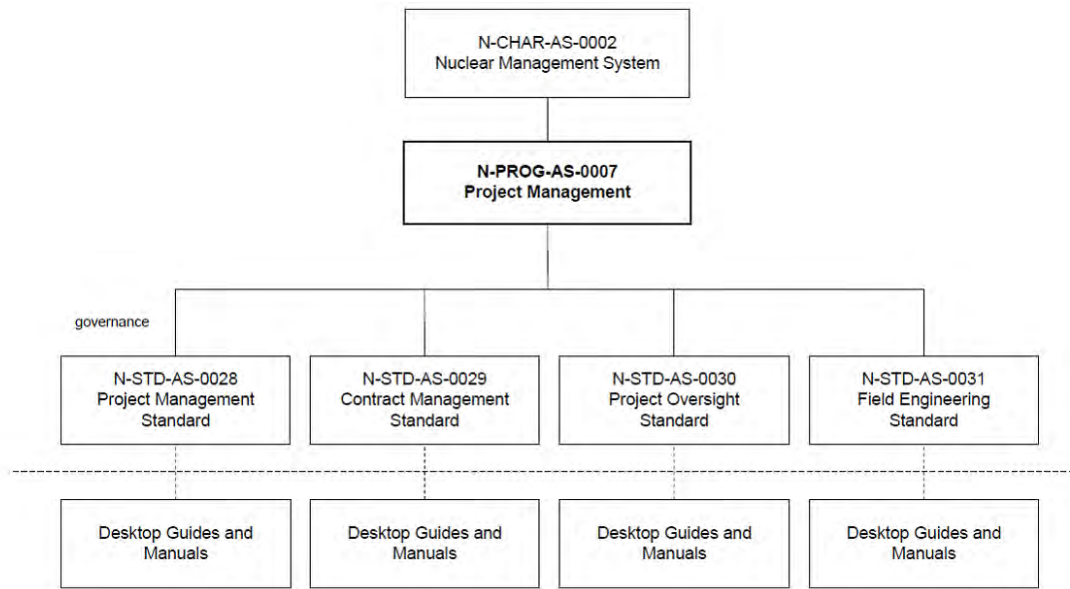 N-CHAR-AS-0002
Nuclear Management System
N-PROG-AS-0007
Project Management
governance
N-STD-AS-0028
Project Management
Standard
N-STD-AS-0029
Contract Management
Standard
N-STD-AS-0030
Project Oversight
Standard
N-STD-AS-0031
Field Engineering
Standard
Desktop Guides and
Manuals
Desktop Guides and
Manuals
Desktop Guides and
Manuals
Desktop Guides and
Manuals